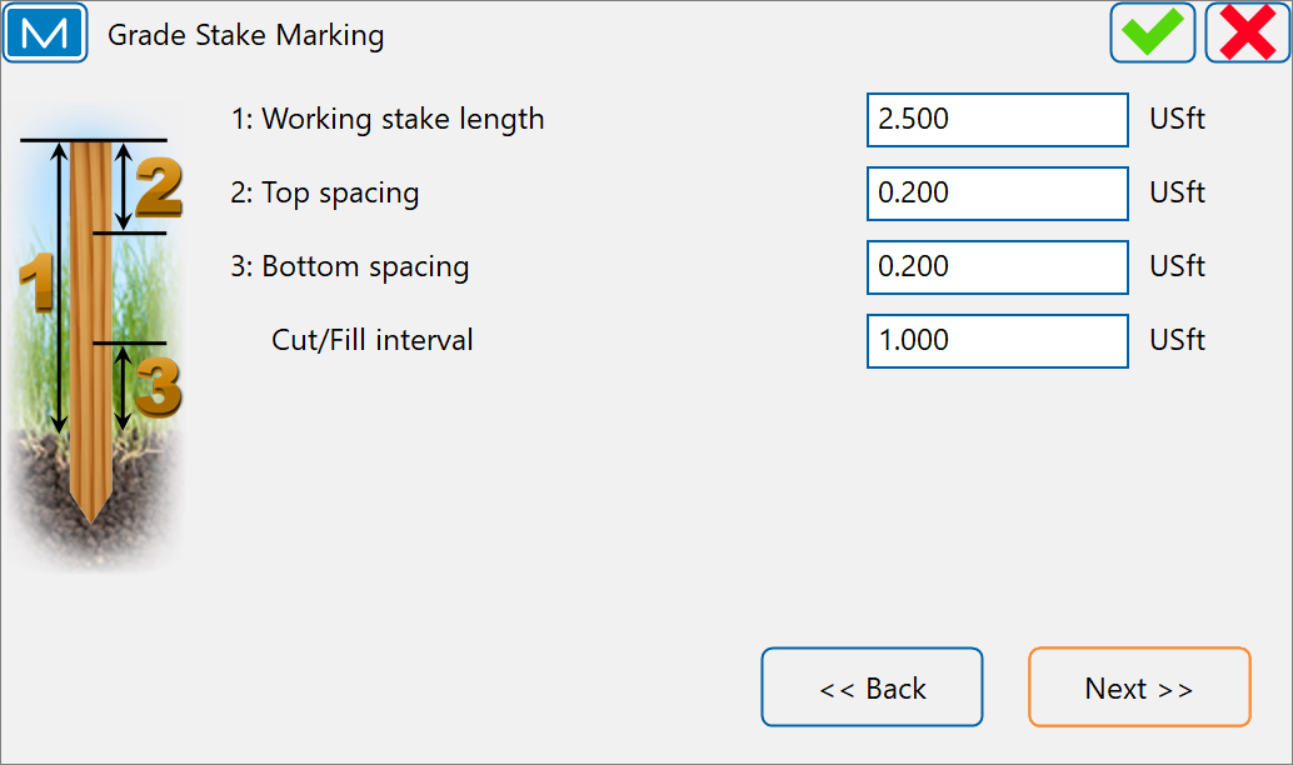 M Grade Stake Marking
1: Working stake length 2.500 USft
2: Top spacing 0.200 USft
3: Bottom spacing 0.200 USft
Cut/Fill interval 1.000 USft
2
1
3
<< Back Next >>